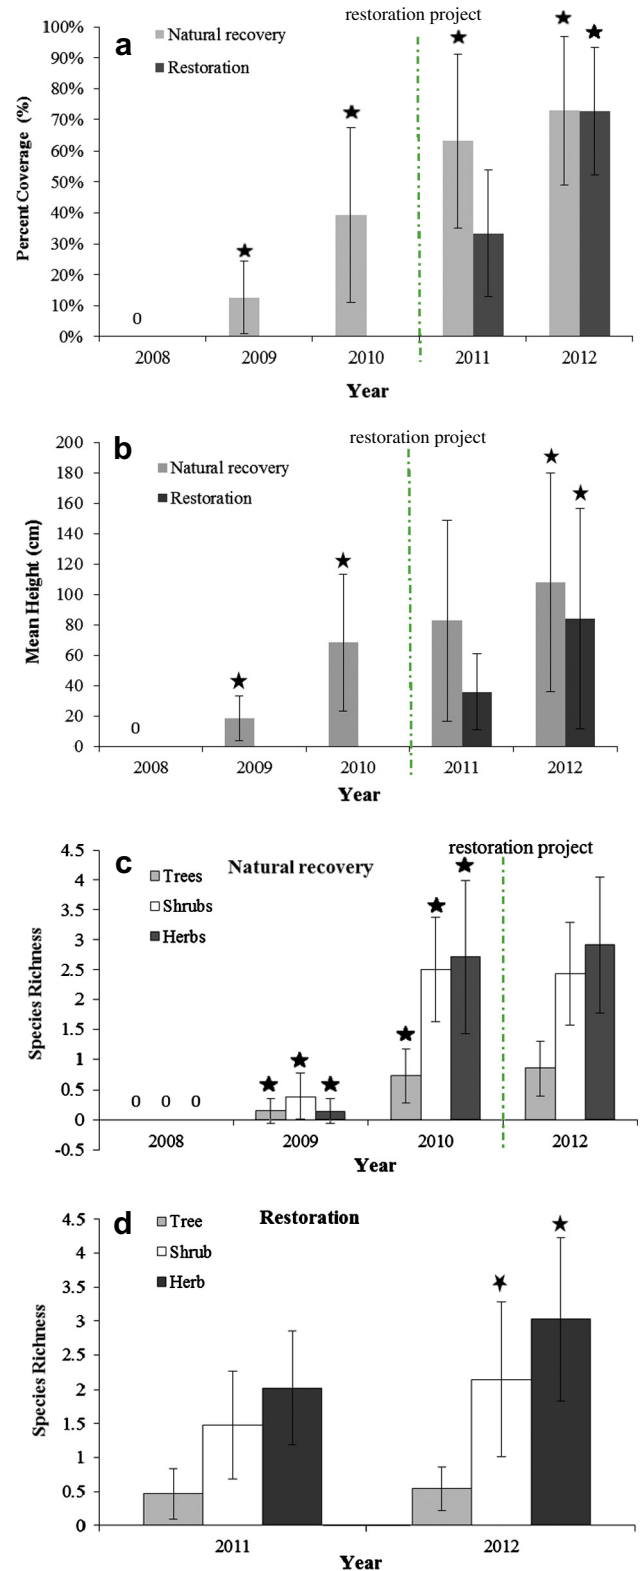 restoration project
a
Natural recovery
Restoration
100%
90%
80%
70%
60%
50%
40%
30%
20%
10%
0%
Percent Coverage (%)
0
2008 2009 2010 2011 2012
Year
restoration project
b
Natural recovery
Restoration
200
180
160
140
120
100
80
60
40
20
0
Mean Height (cm)
0
2008 2009 2010 2011 2012
Year
restoration project
c
Natural recovery
Trees
Shrubs
Herbs
4.5
4
3.5
3
2.5
2
1.5
1
0.5
0
-0.5
Species Richness
0 0 0
2008 2009 2010 2012
Year
d
Restoration
Tree
Shrub
Herb
4.5
4
3.5
3
2.5
2
1.5
1
0.5
0
Species Richness
2011 2012
Year